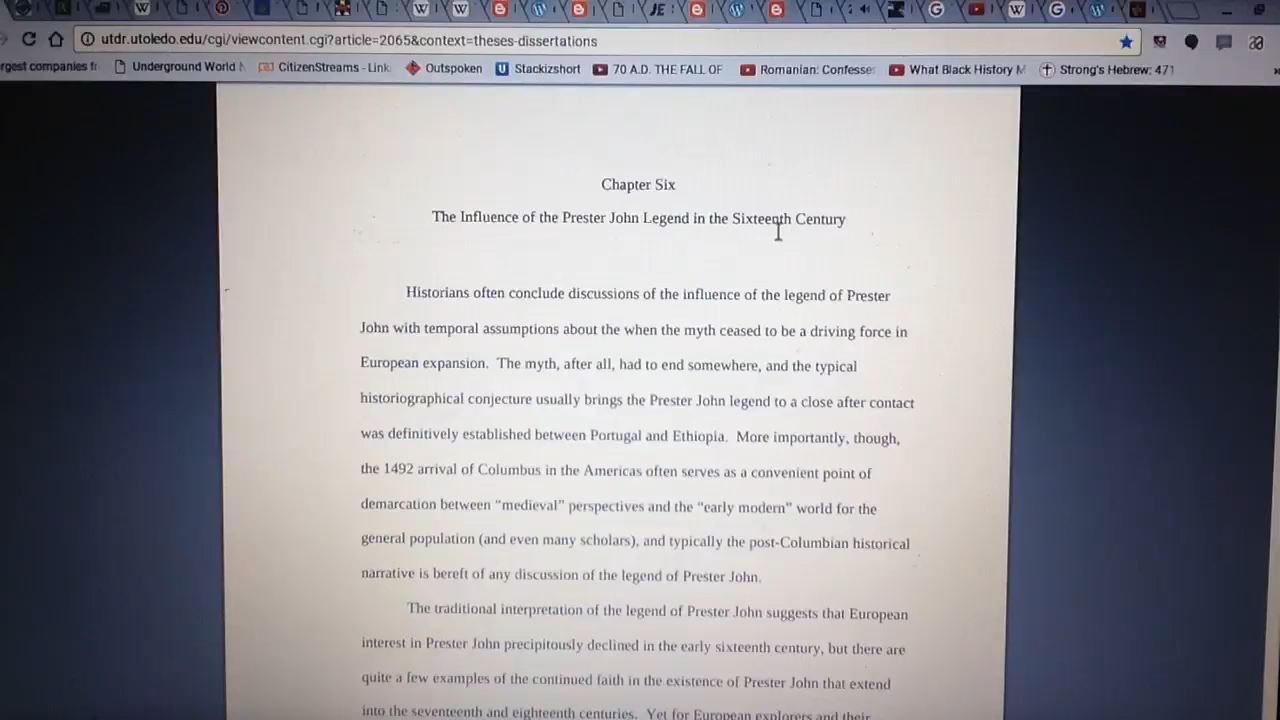 utdr.utoledo.edu/cgi/viewcontent.cgi?article=2065&context=theses-dissertations
rgest companies fi Underground World N CitizenStreams - Link Outspoken Stackizshort 70 A.D. THE FALL OF Romanian: Confesse What Black History M Strong's Hebrew: 471
Chapter Six
The Influence of the Prester John Legend in the Sixteenth Century
Historians often conclude discussions of the influence of the legend of Prester
John with temporal assumptions about the when the myth ceased to be a driving force in
European expansion. The myth, after all, had to end somewhere, and the typical
historiographical conjecture usually brings the Prester John legend to a close after contact
was definitively established between Portugal and Ethiopia. More importantly, though,
the 1492 arrival of Columbus in the Americas often serves as a convenient point of
demarcation between “medieval” perspectives and the “early modern” world for the
general population (and even many scholars), and typically the post-Columbian historical
narrative is bereft of any discussion of the legend of Prester John.
The traditional interpretation of the legend of Prester John suggests that European
interest in Prester John precipitously declined in the early sixteenth century, but there are
quite a few examples of the continued faith in the existence of Prester John that extend
into the seventeenth and eighteenth centuries. Yet for European explorers and their